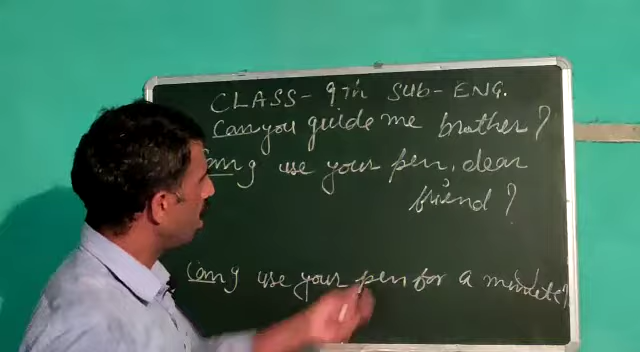 CLASS- 9th SUB- ENG.
Can you guide me brother?
Can I use your pen, dear
friend?
Can I use your pen for a minute?